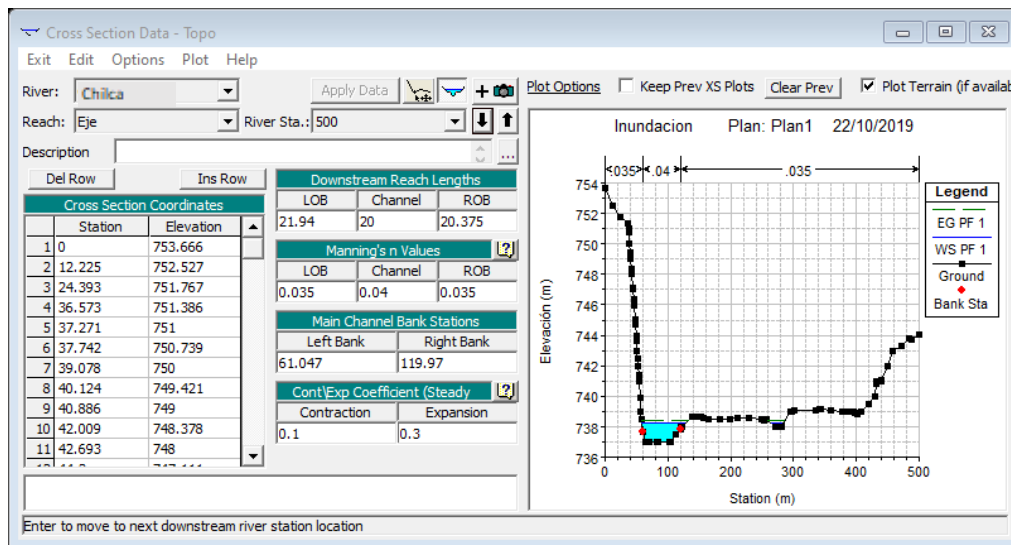 Cross Section Data - Topo
Exit Edit Options Plot Help
River: Chilca Apply Data + Plot Options Keep Prev XS Plots Clear Prev Plot Terrain (if availab
Reach: Eje River Sta.: 500
Description ...
Del Row Ins Row
Cross Section Coordinates
Station Elevation
1 0 753.666
2 12.225 752.527
3 24.393 751.767
4 36.573 751.386
5 37.271 751
6 37.742 750.739
7 39.078 750
8 40.124 749.421
9 40.886 749
10 42.009 748.378
11 42.693 748
Downstream Reach Lengths
LOB Channel ROB
21.94 20 20.375
Manning's n Values
LOB Channel ROB
0.035 0.04 0.035
Main Channel Bank Stations
Left Bank Right Bank
61.047 119.97
Cont\Exp Coefficient (Steady
Contraction Expansion
0.1 0.3
Inundacion Plan: Plan1 22/10/2019
.035 .04 .035
754
752
750
748
746
744
742
740
738
736
Elevación (m)
0 100 200 300 400 500
Station (m)
Legend
EG PF 1
WS PF 1
Ground
Bank Sta
Enter to move to next downstream river station location